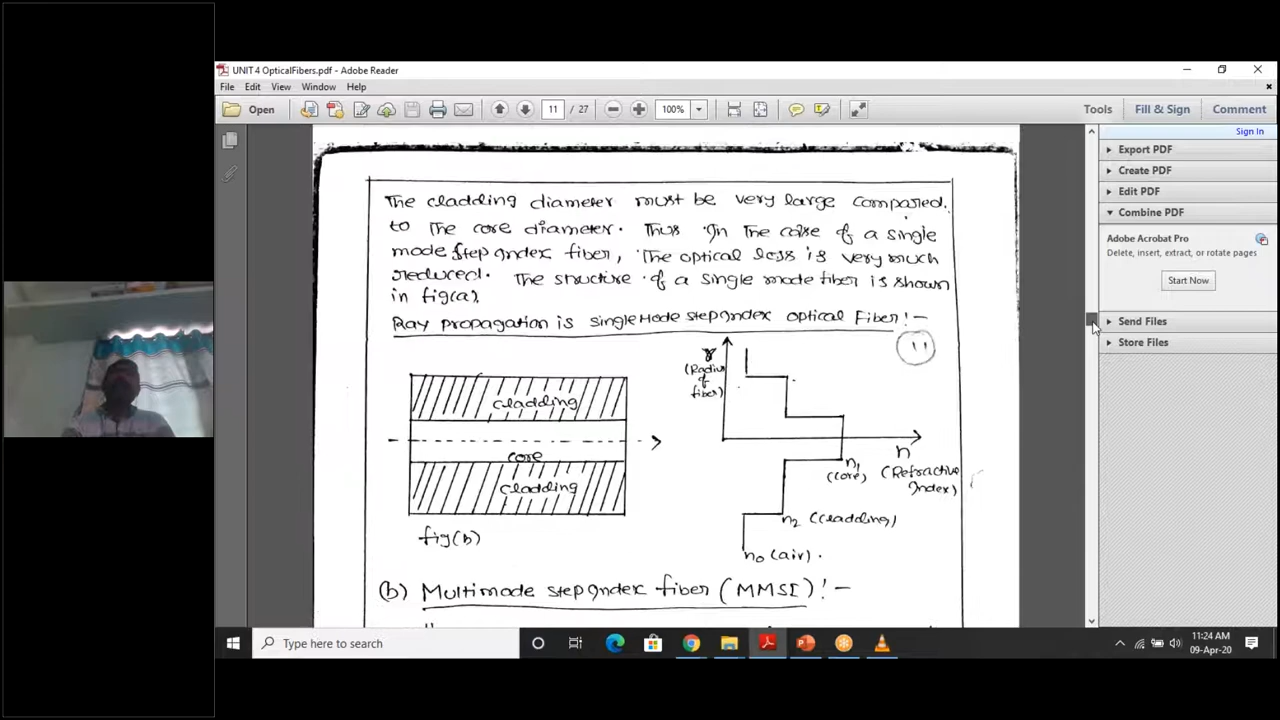 UNIT 4 OpticalFibers.pdf - Adobe Reader
File Edit View Window Help
Open 11 / 27 100% Tools Fill & Sign Comment
Sign In
Export PDF
Create PDF
Edit PDF
Combine PDF
Adobe Acrobat Pro
Delete, insert, extract, or rotate pages
Start Now
Send Files
Store Files
The cladding diameter must be very large compared
to the core diameter. Thus In the case of a single
mode step Index fiber, The optical loss is very much
reduced. The structure of a single mode fiber is shown
in fig(a).
Ray propagation is single Mode step Index optical Fiber:-
11
cladding
core
cladding
fig(b)
r
(Radius
of
fiber)
n1
(core)
n
(Refractive
Index)
n2 (cladding)
n0 (air).
(b) Multimode step Index fiber (MMSI):-
Type here to search
11:24 AM
09-Apr-20